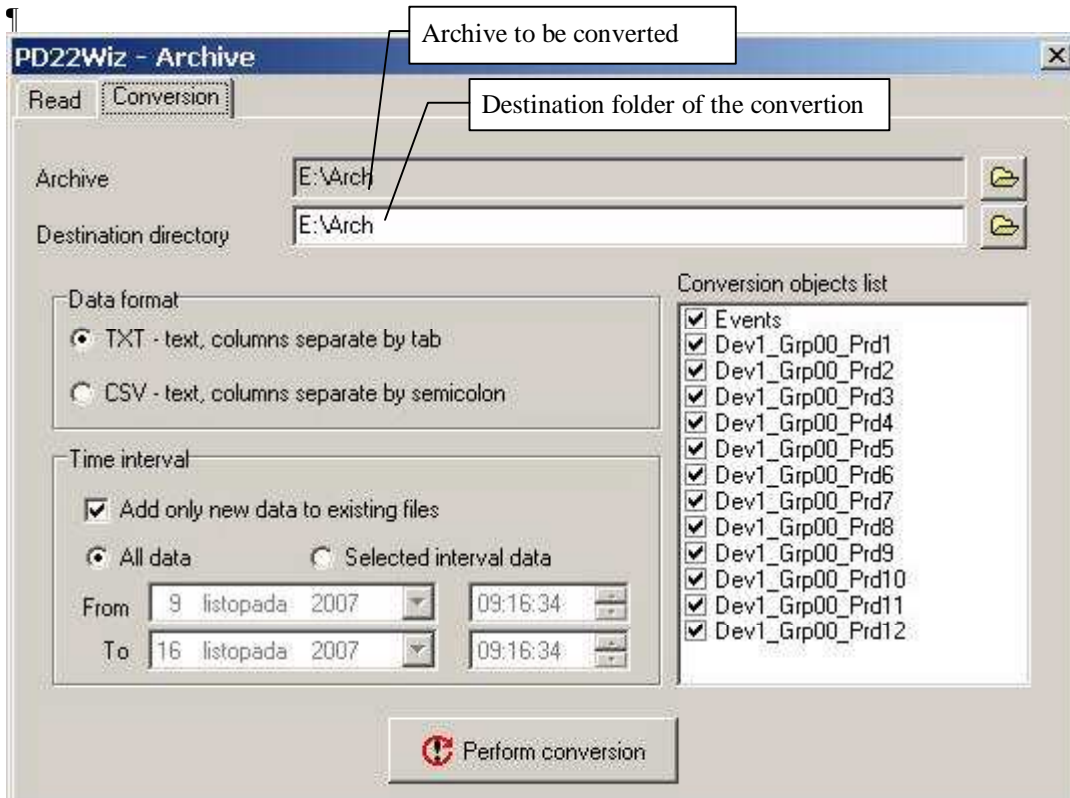 ¶
Archive to be converted
PD22Wiz - Archive
Read Conversion
Destination folder of the convertion
Archive E:\Arch
Destination directory E:\Arch
Data format
TXT - text, columns separate by tab
CSV - text, columns separate by semicolon
Time interval
Add only new data to existing files
All data Selected interval data
From 9 listopada 2007 09:16:34
To 16 listopada 2007 09:16:34
Conversion objects list
Events
Dev1_Grp00_Prd1
Dev1_Grp00_Prd2
Dev1_Grp00_Prd3
Dev1_Grp00_Prd4
Dev1_Grp00_Prd5
Dev1_Grp00_Prd6
Dev1_Grp00_Prd7
Dev1_Grp00_Prd8
Dev1_Grp00_Prd9
Dev1_Grp00_Prd10
Dev1_Grp00_Prd11
Dev1_Grp00_Prd12
Perform conversion